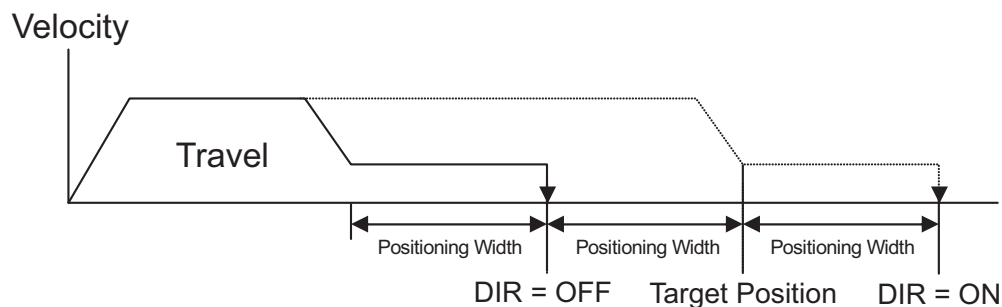 Velocity
Travel
Positioning Width Positioning Width Positioning Width
DIR = OFF Target Position DIR = ON